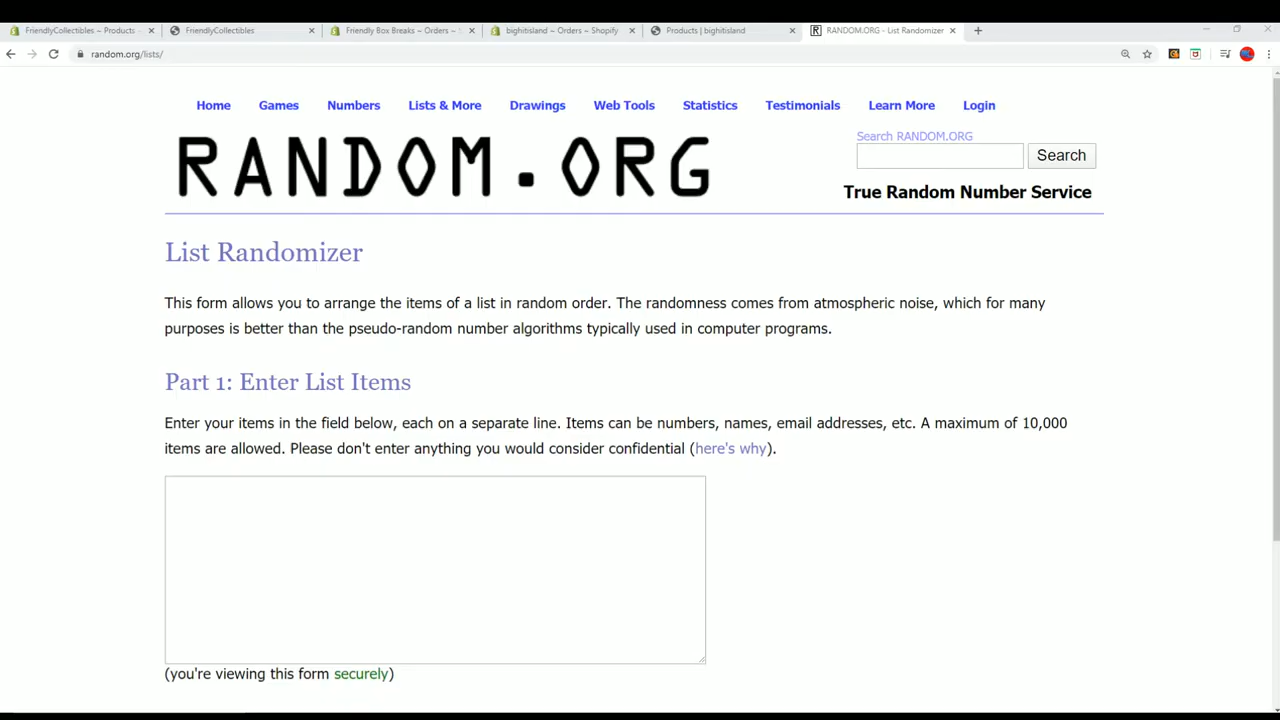 FriendlyCollectibles ~ Products ~
FriendlyCollectibles
Friendly Box Breaks ~ Orders ~
bighitisland ~ Orders ~ Shopify
Products | bighitisland
RANDOM.ORG - List Randomizer
random.org/lists/
Home Games Numbers Lists & More Drawings Web Tools Statistics Testimonials Learn More Login
RANDOM.ORG
Search RANDOM.ORG
Search
True Random Number Service
List Randomizer
This form allows you to arrange the items of a list in random order. The randomness comes from atmospheric noise, which for many
purposes is better than the pseudo-random number algorithms typically used in computer programs.
Part 1: Enter List Items
Enter your items in the field below, each on a separate line. Items can be numbers, names, email addresses, etc. A maximum of 10,000
items are allowed. Please don't enter anything you would consider confidential (here's why).
(you're viewing this form securely)